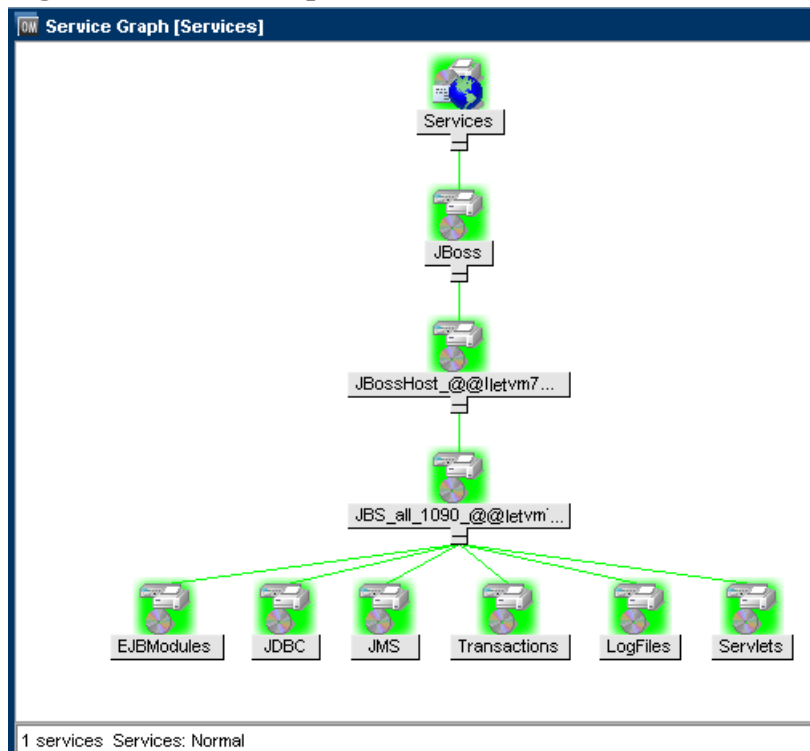 OM Service Graph [Services]
Services
JBoss
JBossHost_@@lletvm7...
JBS_all_1090_@@letvm'...
EJBModules JDBC JMS Transactions LogFiles Servlets
1 services Services: Normal